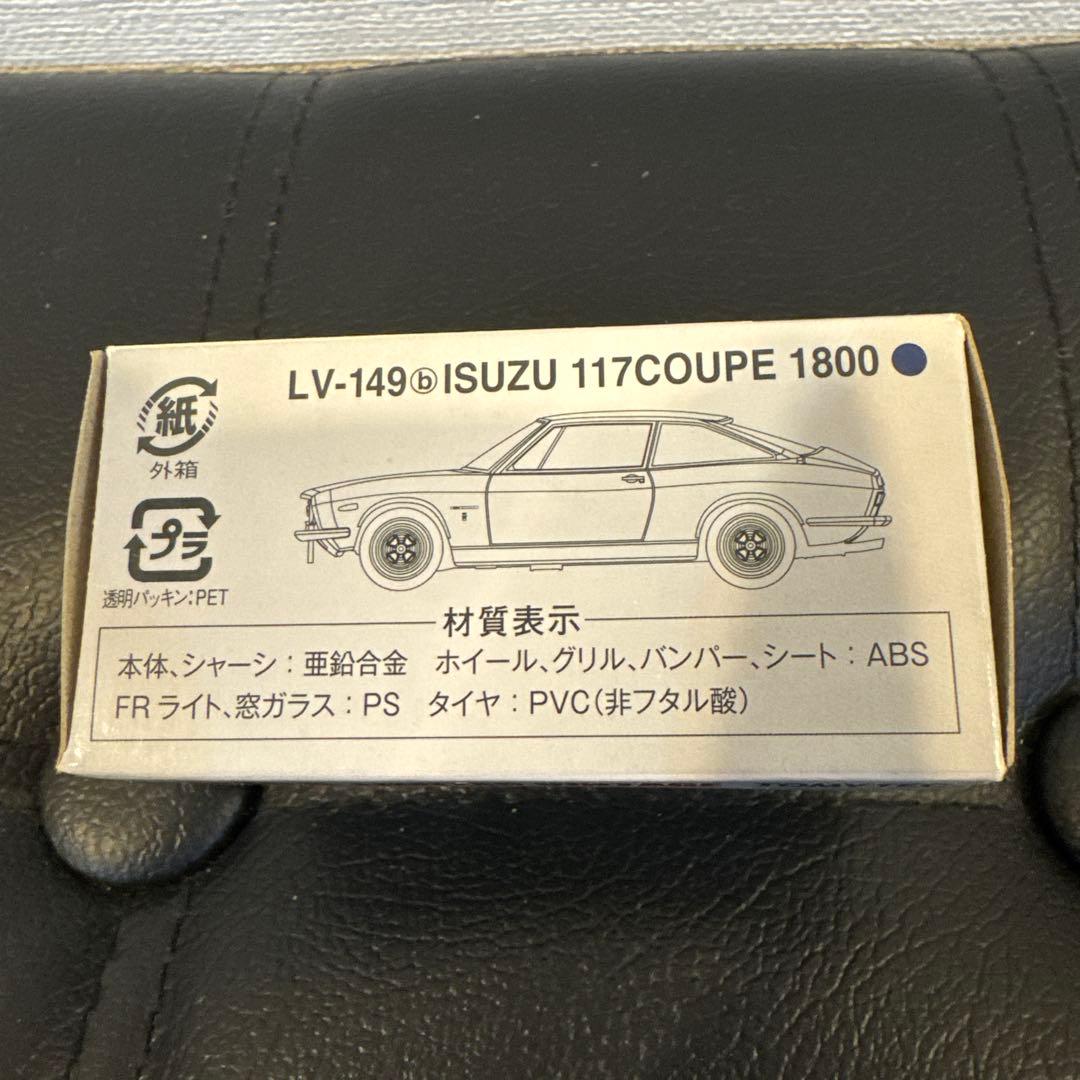 LV-149ⓑISUZU 117COUPE 1800
紙
外箱
プラ
透明パッキン:PET
材質表示
本体、シャーシ:亜鉛合金 ホイール、グリル、バンパー、シート:ABS
FRライト、窓ガラス:PS タイヤ:PVC(非フタル酸)